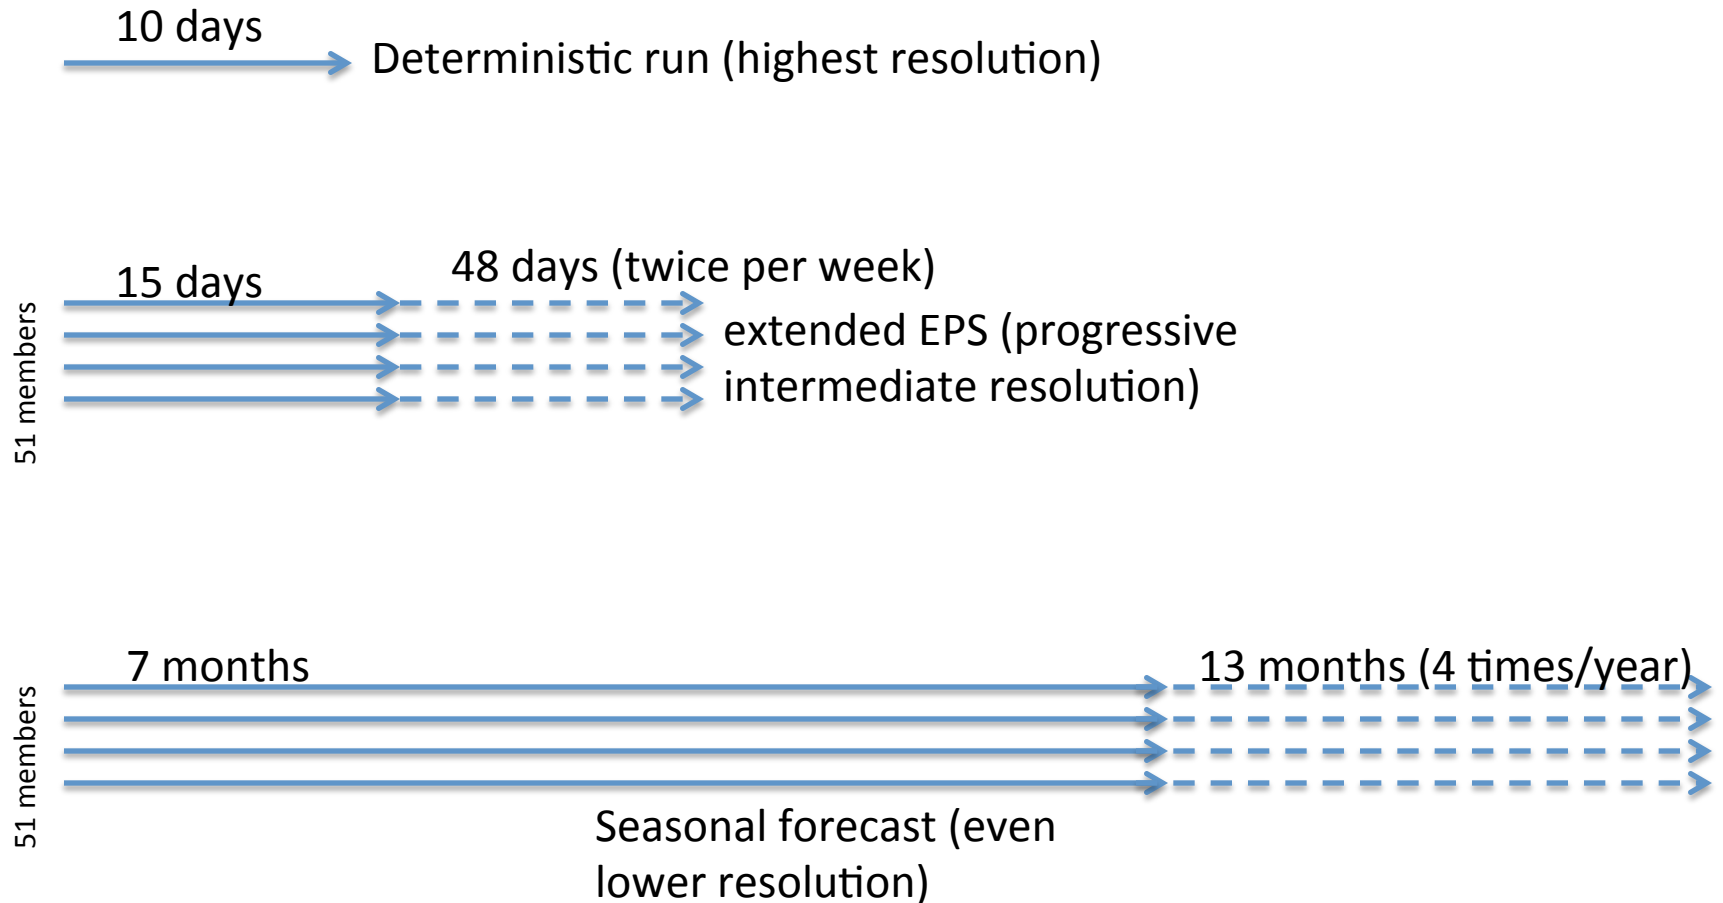 10 days
Deterministic run (highest resolution)
15 days
48 days (twice per week)
51 members
extended EPS (progressive
intermediate resolution)
7 months
13 months (4 times/year)
51 members
Seasonal forecast (even
lower resolution)